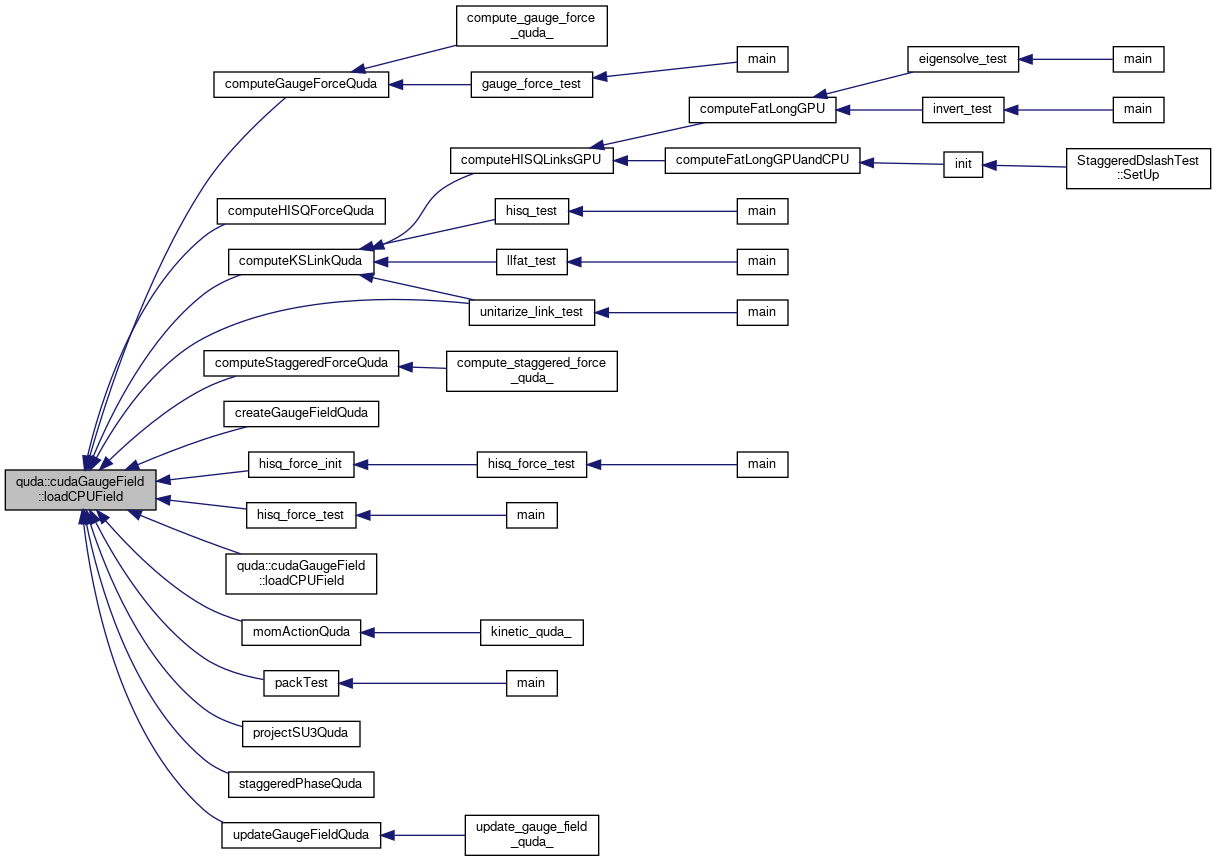 compute_gauge_force
_quda_
main
eigensolve_test
main
computeGaugeForceQuda
gauge_force_test
computeFatLongGPU
invert_test
main
computeHISQLinksGPU
computeFatLongGPUandCPU
init
StaggeredDslashTest
::SetUp
computeHISQForceQuda
hisq_test
main
computeKSLinkQuda
llfat_test
main
unitarize_link_test
main
computeStaggeredForceQuda
compute_staggered_force
_quda_
createGaugeFieldQuda
hisq_force_init
hisq_force_test
main
quda::cudaGaugeField
::loadCPUField
hisq_force_test
main
quda::cudaGaugeField
::loadCPUField
momActionQuda
kinetic_quda_
packTest
main
projectSU3Quda
staggeredPhaseQuda
updateGaugeFieldQuda
update_gauge_field
_quda_